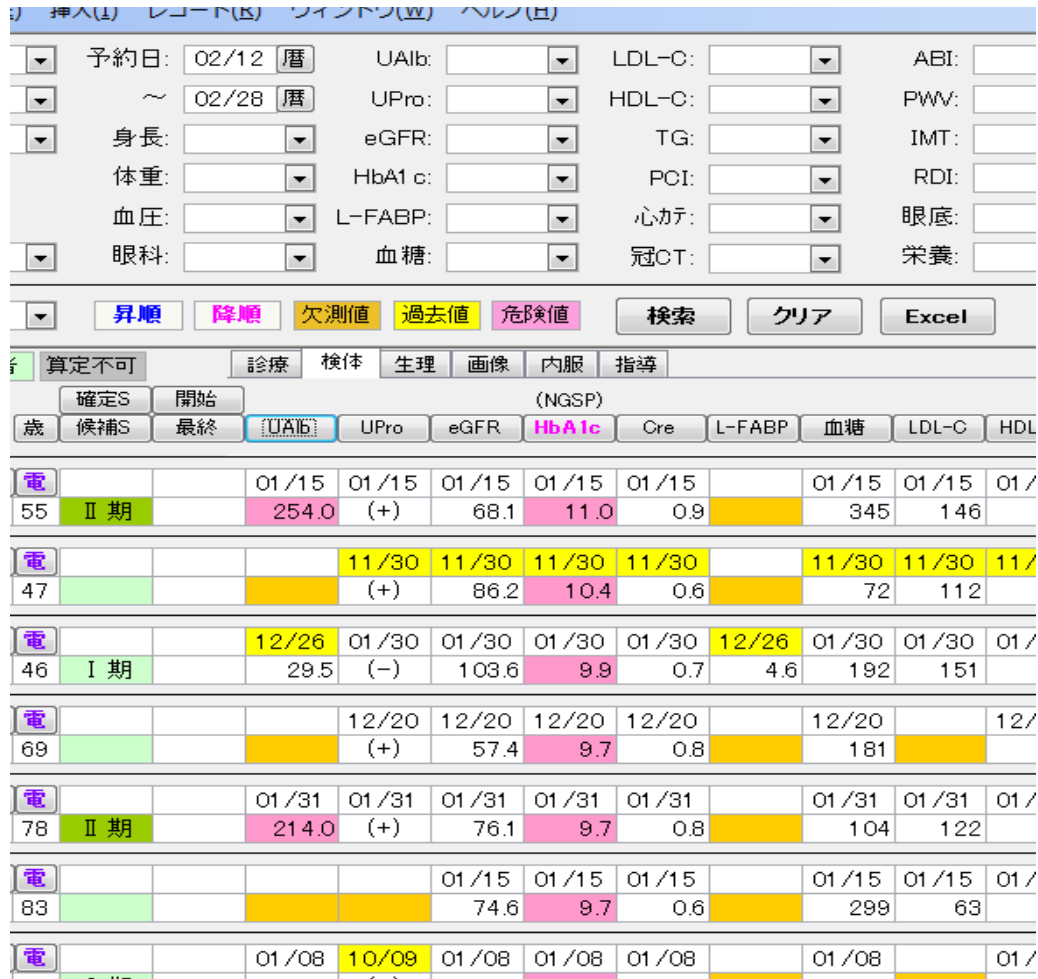 挿入(I) レコード(R) ウィンドウ(W) ヘルプ(H)
予約日: 02/12 暦 UAlb: LDL-C: ABI:
～ 02/28 暦 UPro: HDL-C: PWV:
身長: eGFR: TG: IMT:
体重: HbA1c: PCI: RDI:
血圧: L-FABP: 心カテ: 眼底:
眼科: 血糖: 冠CT: 栄養:
昇順 降順 欠測値 過去値 危険値 検索 クリア Excel
算定不可 診療 検体 生理 画像 内服 指導
確定S 開始 (NGSP)
歳 候補S 最終 UAlb UPro eGFR HbA1c Cre L-FABP 血糖 LDL-C HDL
電 01/15 01/15 01/15 01/15 01/15 01/15 01/15 01/
55 Ⅱ期 254.0 (+) 68.1 11.0 0.9 345 146
電 11/30 11/30 11/30 11/30 11/30 11/30 11/
47 (+) 86.2 10.4 0.6 72 112
電 12/26 01/30 01/30 01/30 01/30 12/26 01/30 01/30 01/
46 Ⅰ期 29.5 (-) 103.6 9.9 0.7 4.6 192 151
電 12/20 12/20 12/20 12/20 12/20 12/
69 (+) 57.4 9.7 0.8 181
電 01/31 01/31 01/31 01/31 01/31 01/31 01/31 01/
78 Ⅱ期 214.0 (+) 76.1 9.7 0.8 104 122
電 01/15 01/15 01/15 01/15 01/15 01/
83 74.6 9.7 0.6 299 63
電 01/08 10/09 01/08 01/08 01/08 01/08 01/